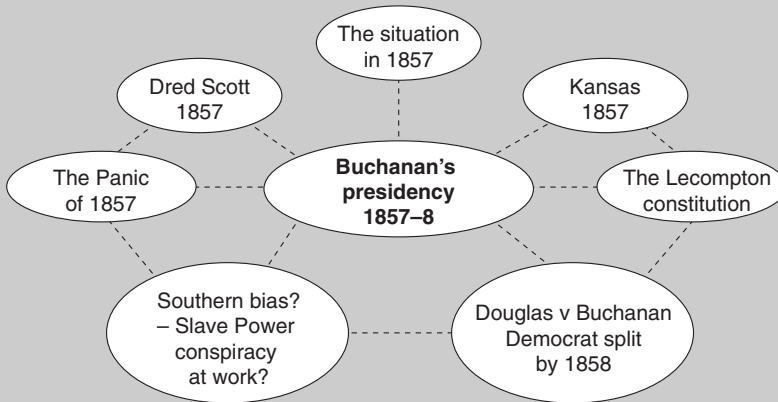 The situation
in 1857
Dred Scott
1857
Kansas
1857
The Panic
of 1857
Buchanan's
presidency
1857–8
The Lecompton
constitution
Southern bias?
– Slave Power
conspiracy
at work?
Douglas v Buchanan
Democrat split
by 1858